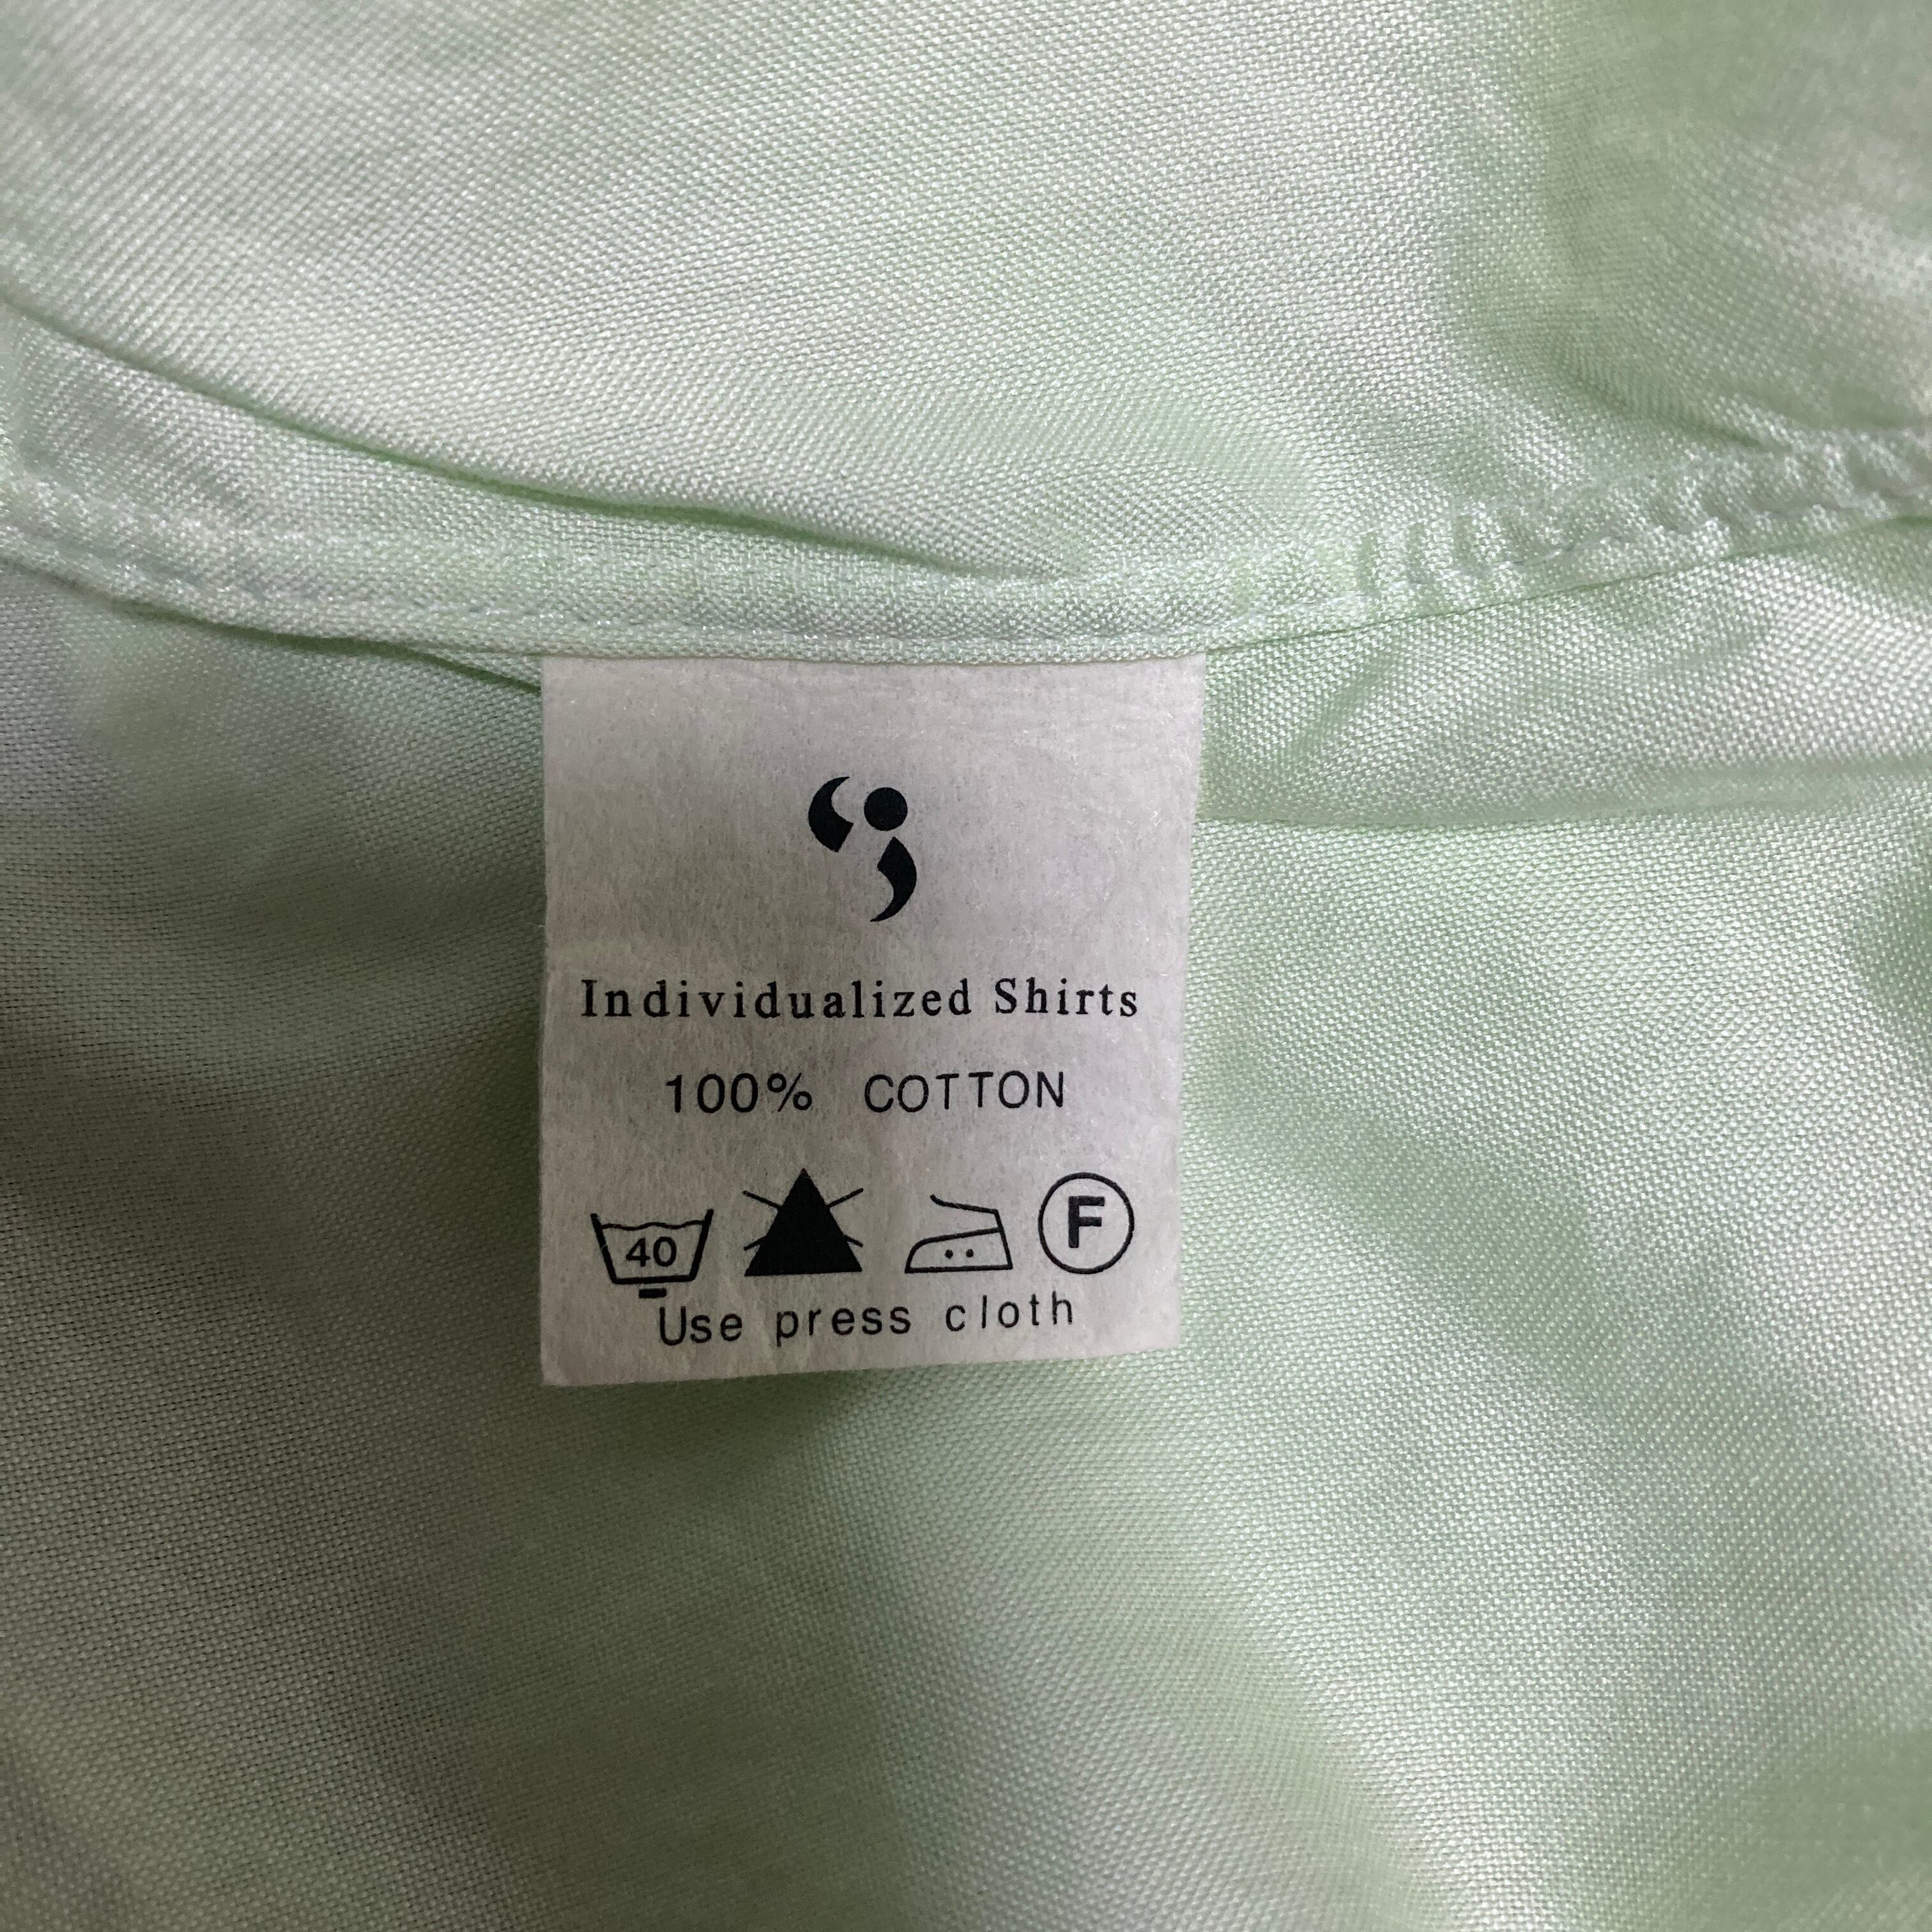 Individualized Shirts
100% COTTON
40 F
Use press cloth